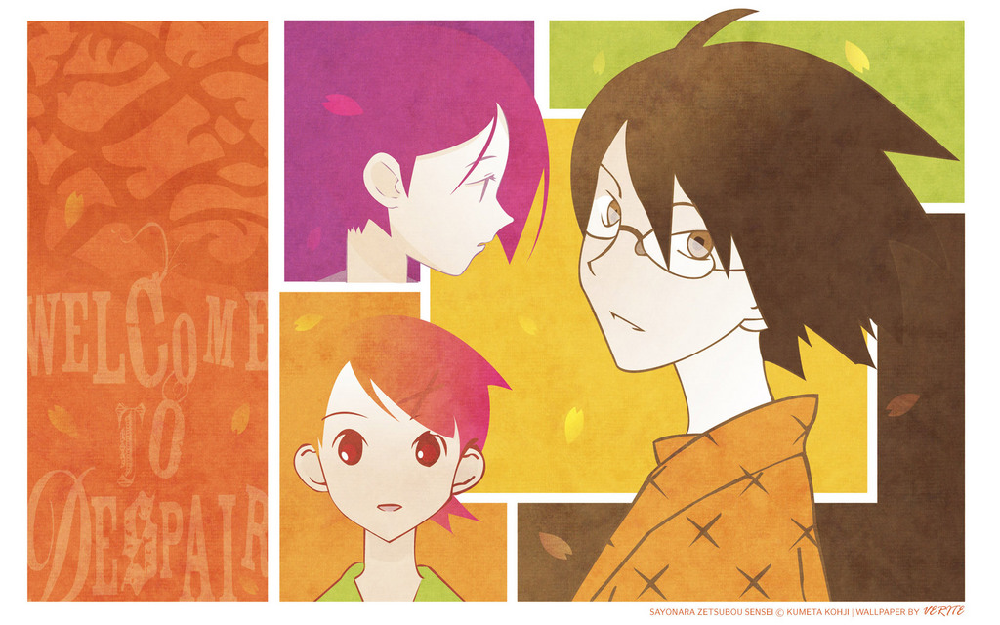 WELCOME
TO
DESPAIR
SAYONARA ZETSUBOU SENSEI © KUMETA KOHJI | WALLPAPER BY VERITE